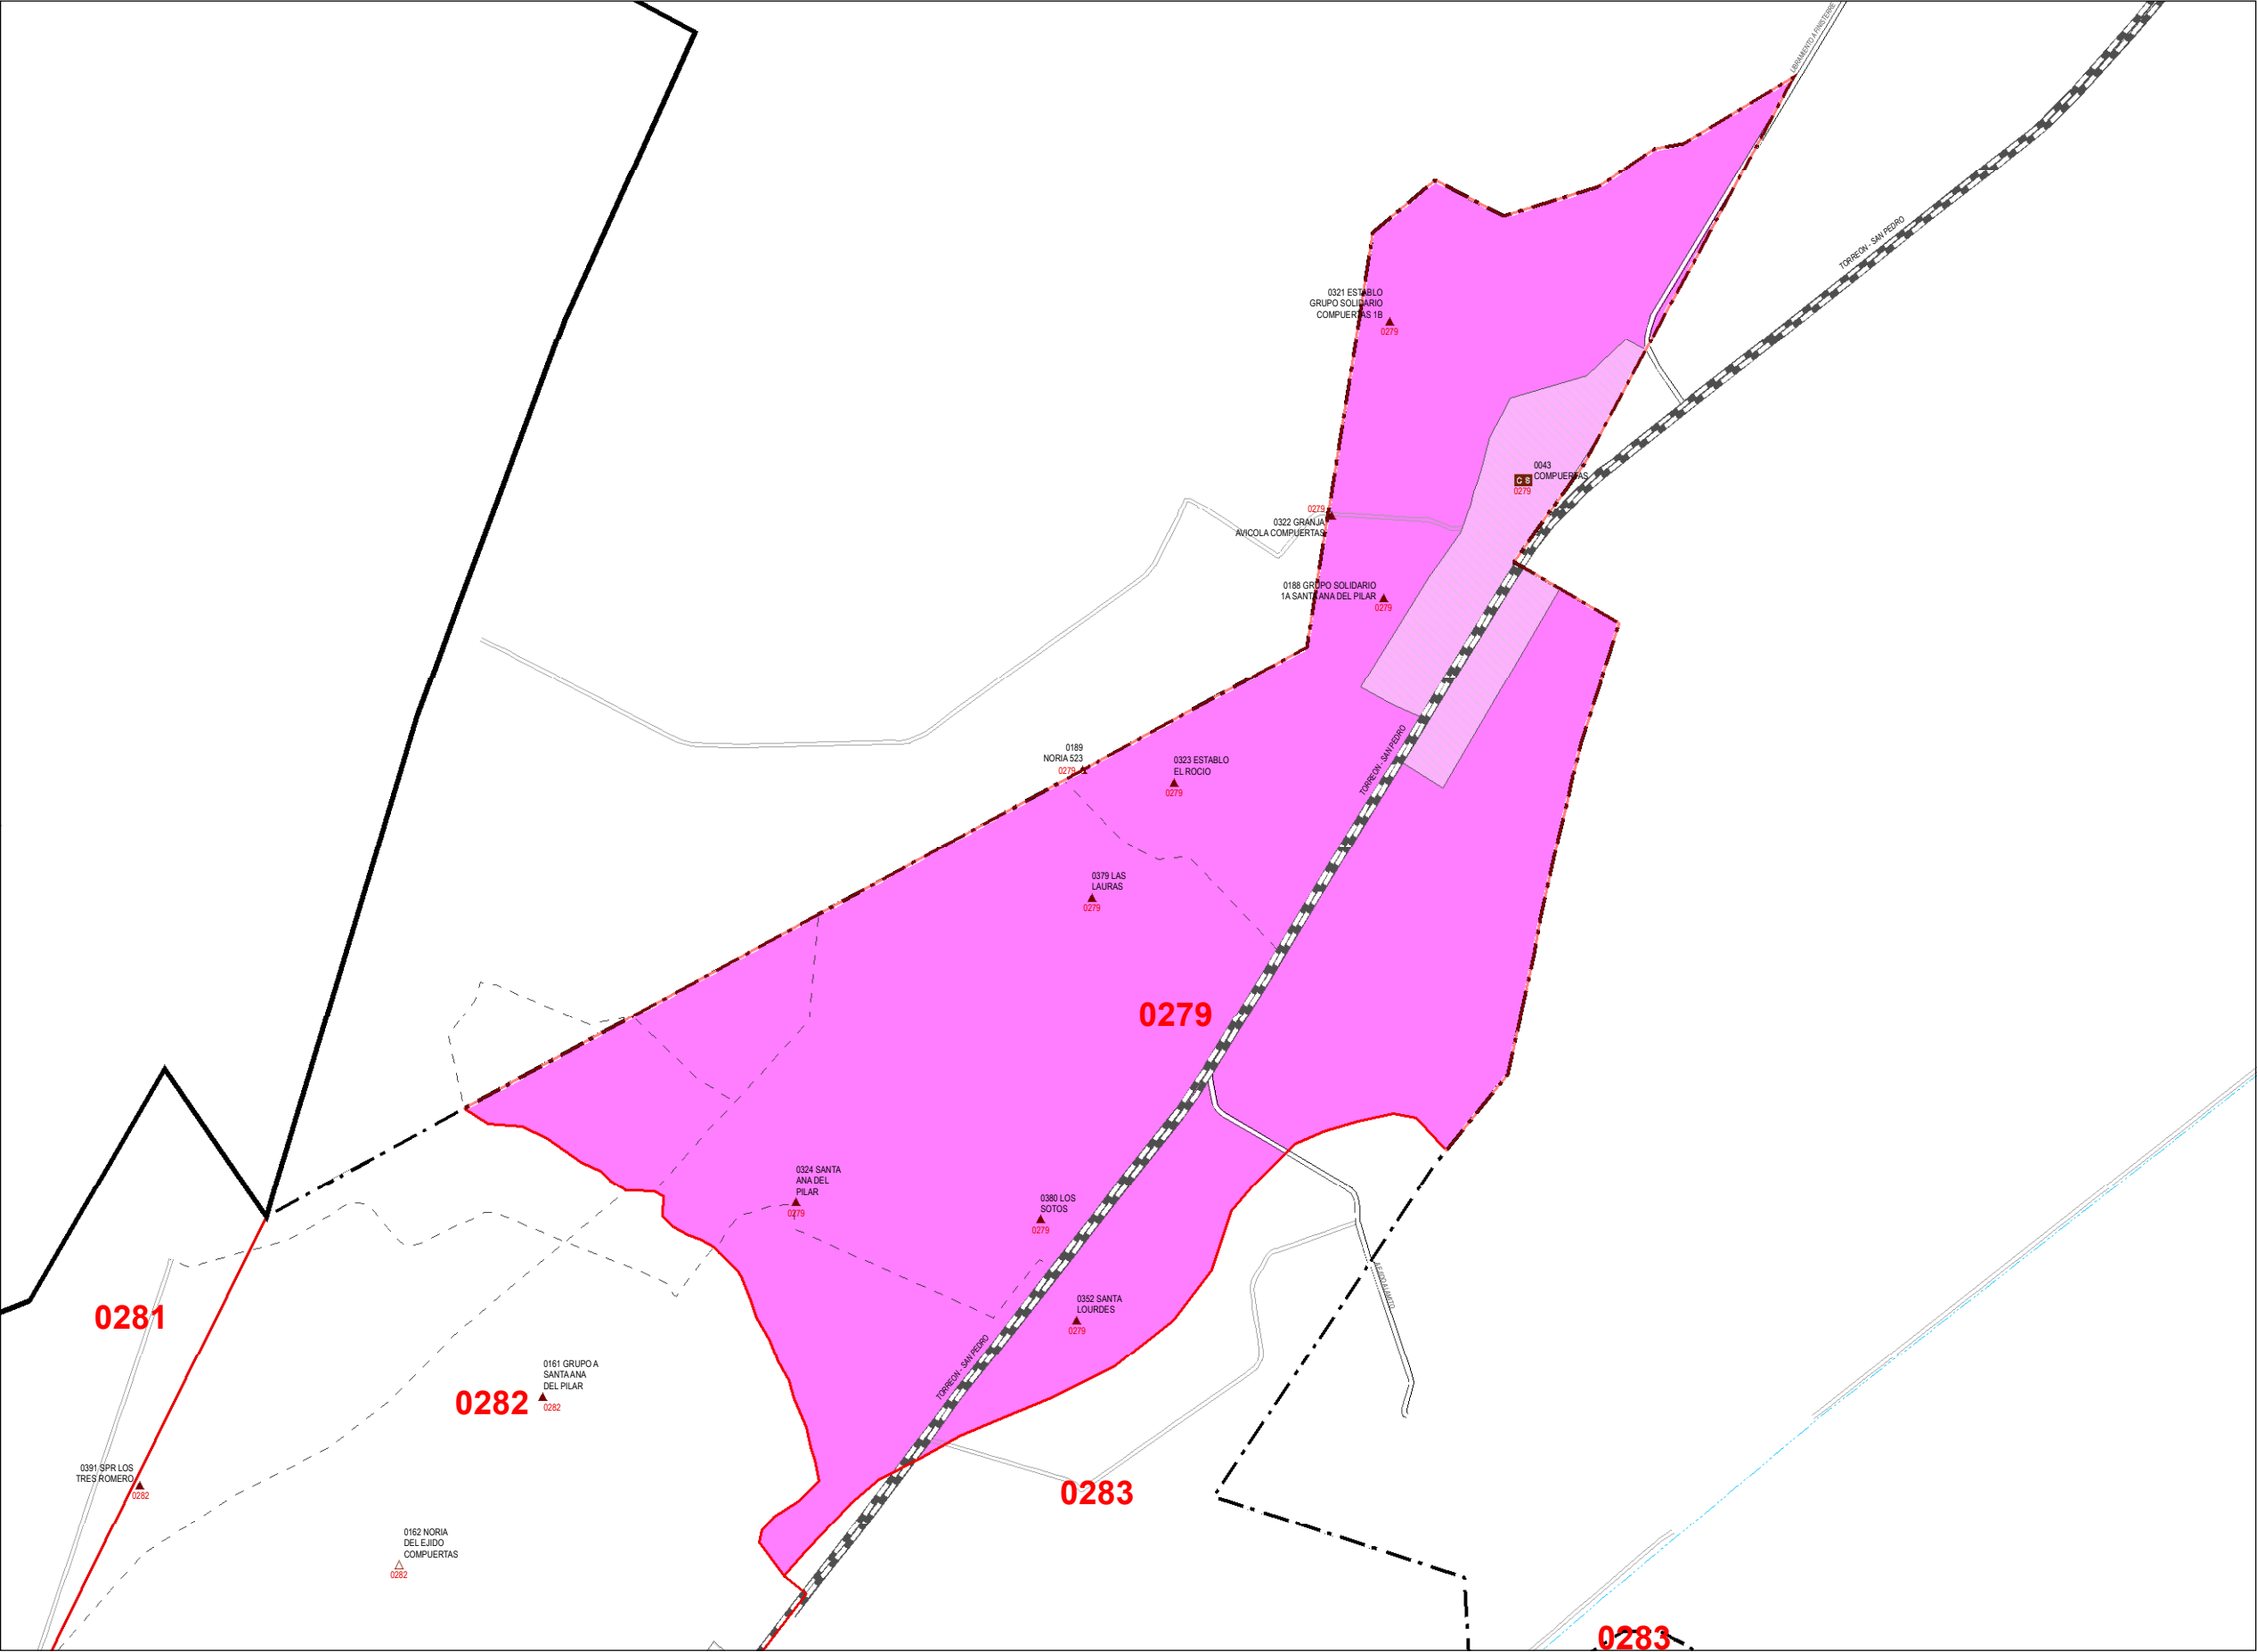 LIBRAMIENTO A FINISTERRE
TORREON - SAN PEDRO
0321 ESTABLO
GRUPO SOLIDARIO
COMPUERTAS 1B
0279
0043
COMPUERTAS
C S
0279
0279
0322 GRANJA
AVICOLA COMPUERTAS
0188 GRUPO SOLIDARIO
1A SANTA ANA DEL PILAR
0279
TORREON - SAN PEDRO
0189
NORIA 523
0279
0323 ESTABLO
EL ROCIO
0279
0379 LAS
LAURAS
0279
0279
0324 SANTA
ANA DEL
PILAR
0279
0380 LOS
SOTOS
0279
0281
0352 SANTA
LOURDES
0279
TORREON - SAN PEDRO
0161 GRUPO A
SANTA ANA
DEL PILAR
0282
0282
0391 SPR LOS
TRES ROMERO
0282
0283
0162 NORIA
DEL EJIDO
COMPUERTAS
0282
0283